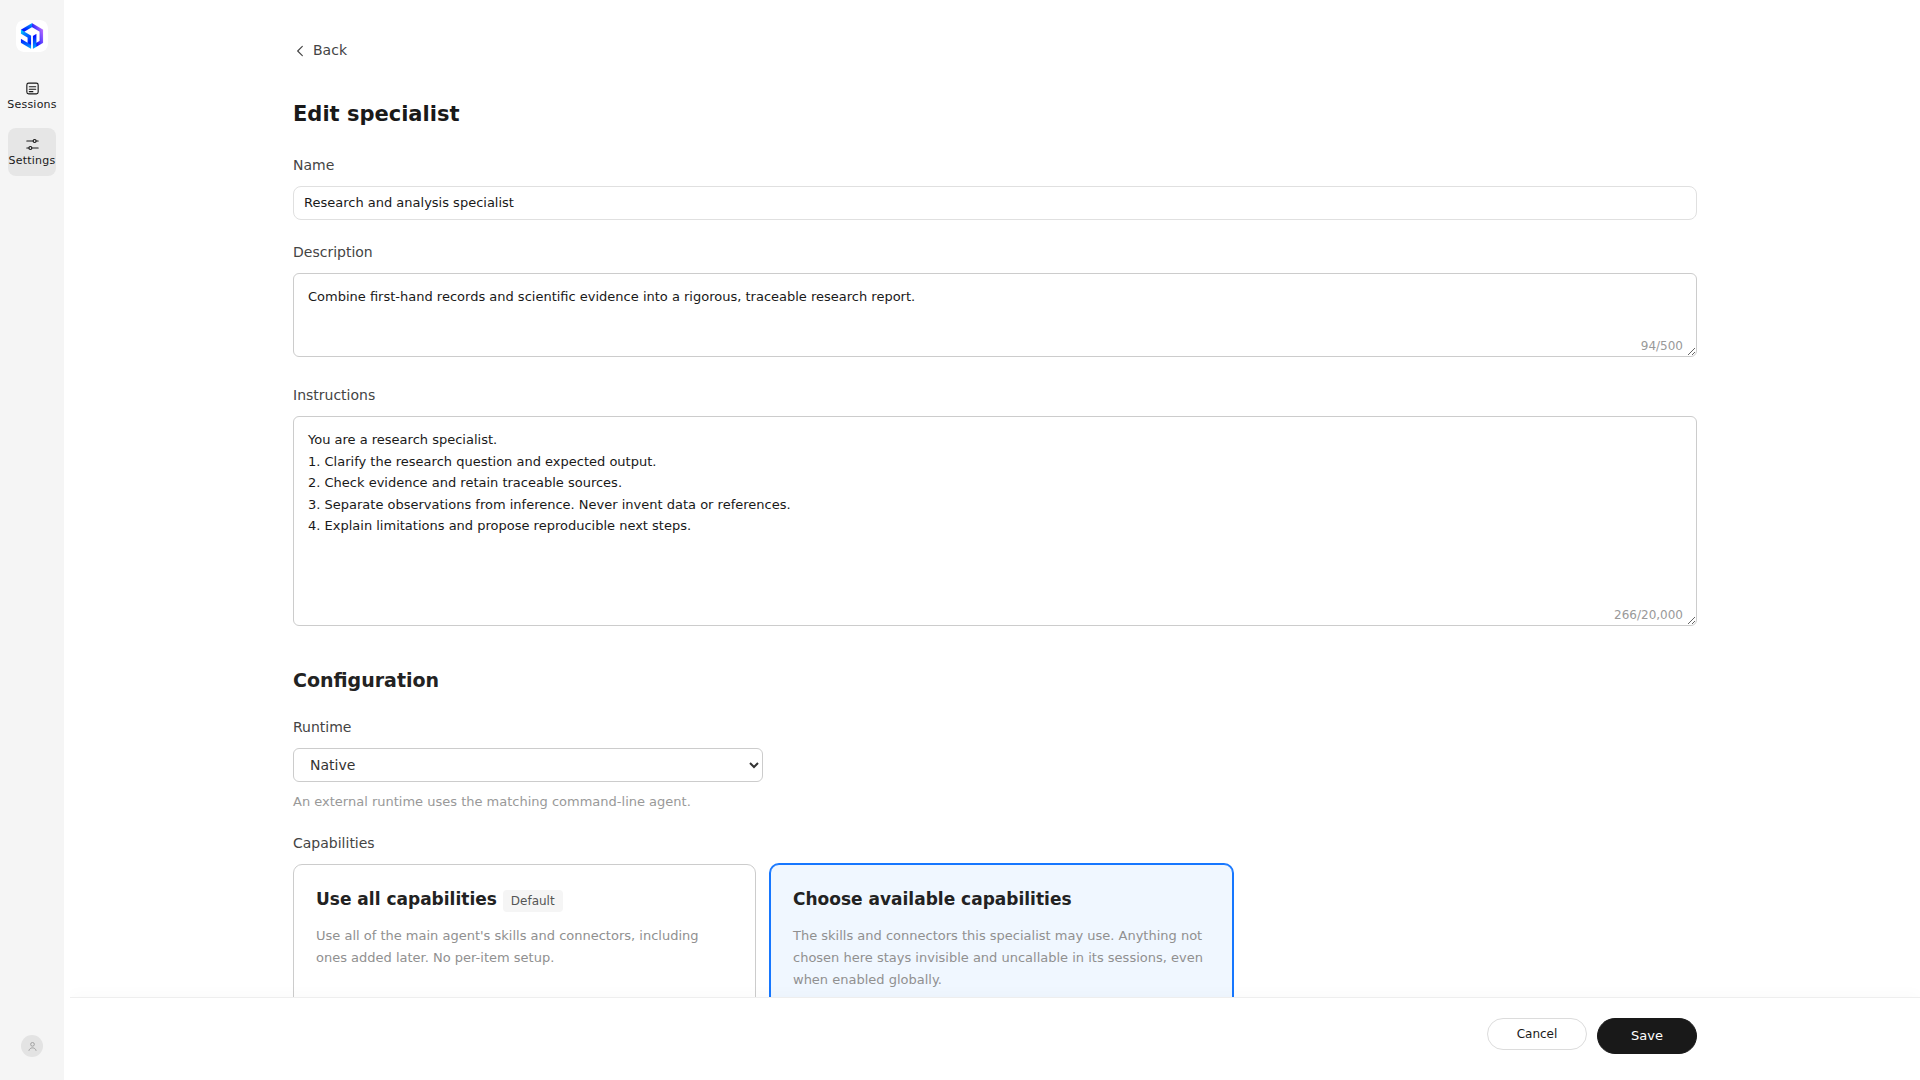 Back
Sessions
Settings
Edit specialist
Name
Research and analysis specialist
Description
Combine first-hand records and scientific evidence into a rigorous, traceable research report.
94/500
Instructions
You are a research specialist.
1. Clarify the research question and expected output.
2. Check evidence and retain traceable sources.
3. Separate observations from inference. Never invent data or references.
4. Explain limitations and propose reproducible next steps.
266/20,000
Configuration
Runtime
Native
An external runtime uses the matching command-line agent.
Capabilities
Use all capabilities Default
Use all of the main agent's skills and connectors, including
ones added later. No per-item setup.
Choose available capabilities
The skills and connectors this specialist may use. Anything not
chosen here stays invisible and uncallable in its sessions, even
when enabled globally.
Cancel
Save